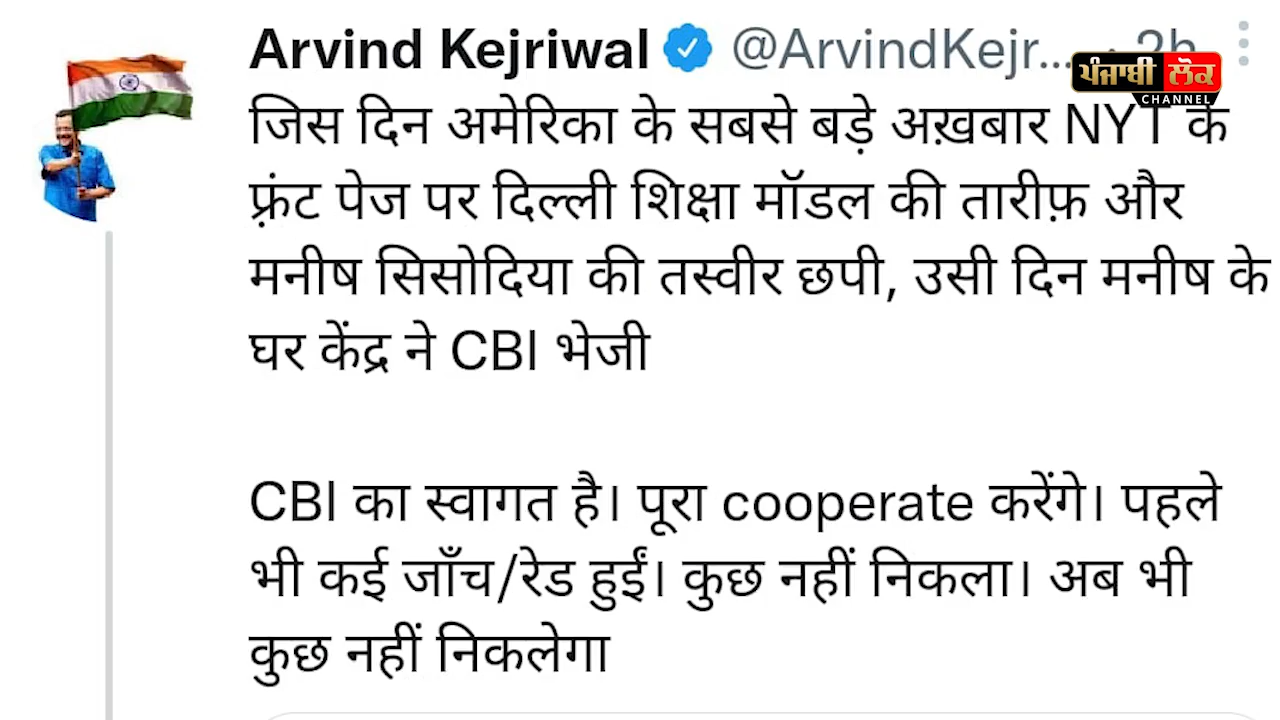 Arvind Kejriwal @ArvindKejr... · 2h
ਪੰਜਾਬੀ ਲੋਕ
CHANNEL
जिस दिन अमेरिका के सबसे बड़े अख़बार NYT के
फ़्रंट पेज पर दिल्ली शिक्षा मॉडल की तारीफ़ और
मनीष सिसोदिया की तस्वीर छपी, उसी दिन मनीष के
घर केंद्र ने CBI भेजी
CBI का स्वागत है। पूरा cooperate करेंगे। पहले
भी कई जाँच/रेड हुईं। कुछ नहीं निकला। अब भी
कुछ नहीं निकलेगा